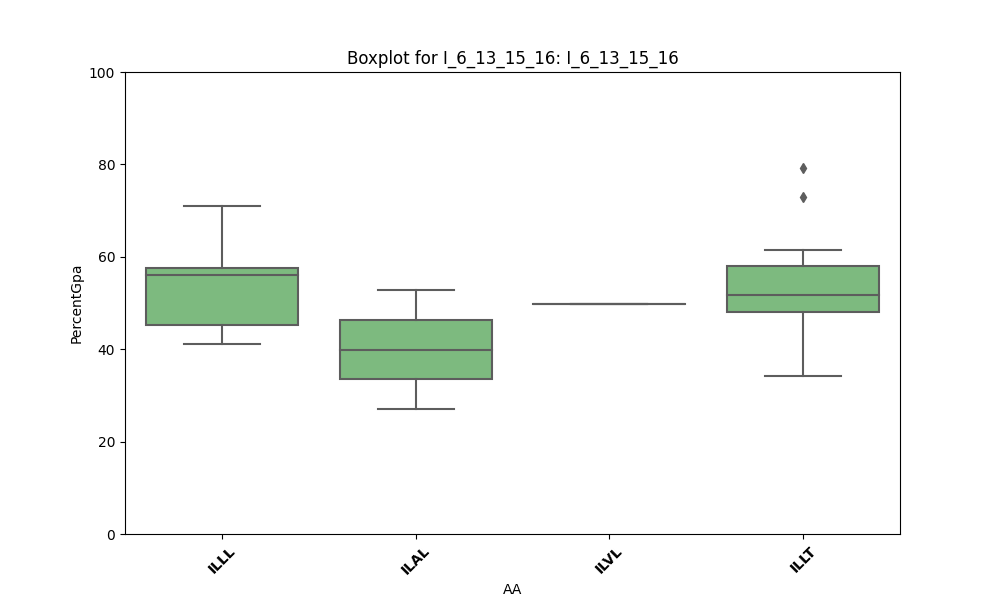 Boxplot for I_6_13_15_16: I_6_13_15_16
100
80
60
40
20
0
PercentGpa
ILLL
ILAL
ILVL
ILLT
AA